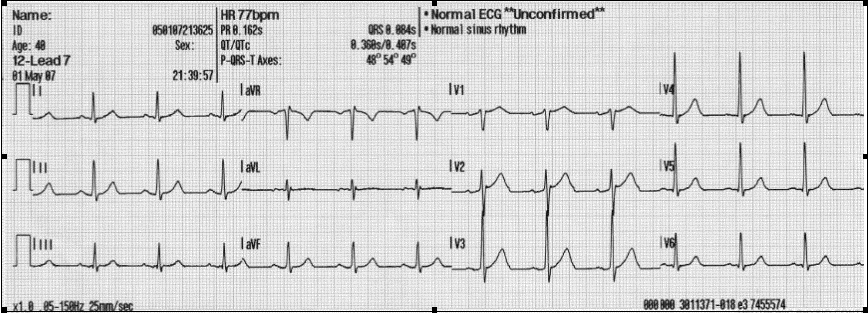 Name:
ID 050107213625
Age: 40 Sex:
12-Lead 7
01 May 07 21:39:57
HR 77bpm
PR 0.162s QRS 0.084s
QT/QTc 0.360s/0.407s
P-QRS-T Axes: 48° 54° 49°
• Normal ECG **Unconfirmed**
• Normal sinus rhythm
I aVR V1 V4
II aVL V2 V5
III aVF V3 V6
x1.0 .05-150Hz 25mm/sec
000000 3011371-018 e3 7455574